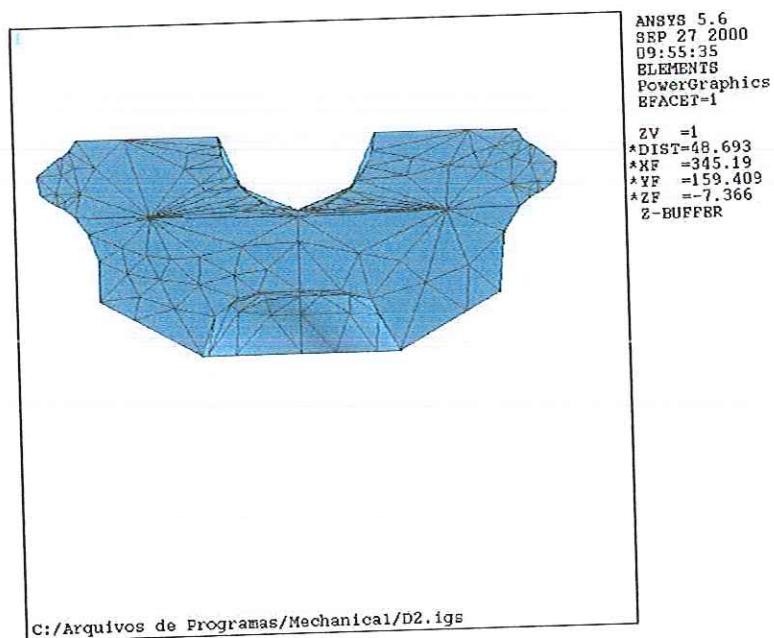 1
ANSYS 5.6
SEP 27 2000
09:55:35
ELEMENTS
PowerGraphics
EFACET=1
ZV =1
*DIST=48.693
*XF =345.19
*YF =159.409
*ZF =-7.366
Z-BUFFER
C:/Arquivos de Programas/Mechanical/D2.igs